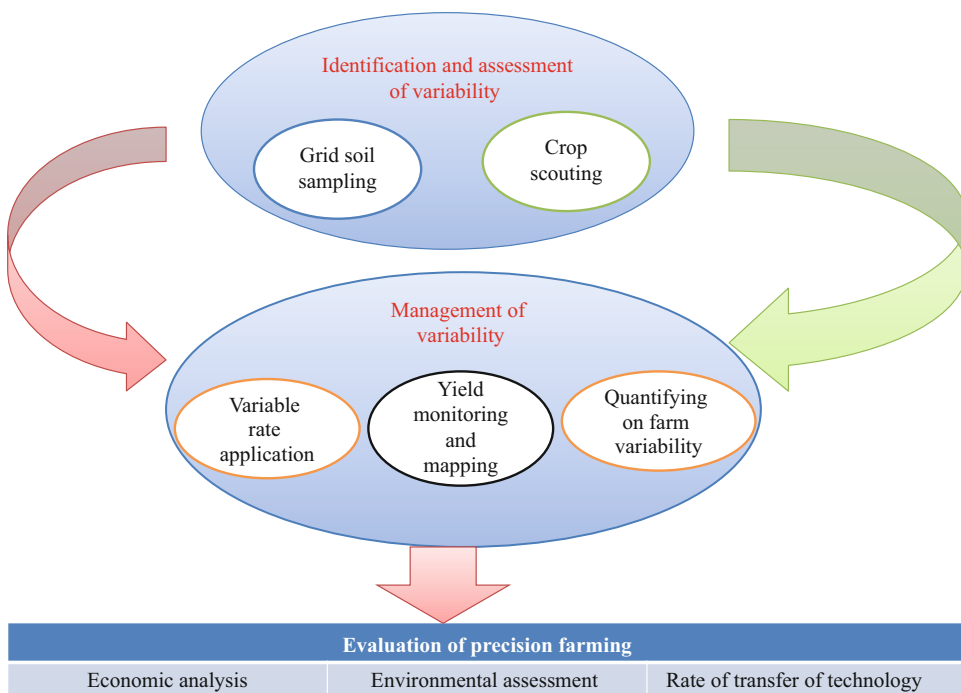 Identification and assessment
of variability
Grid soil
sampling
Crop
scouting
Management of
variability
Variable
rate
application
Yield
monitoring
and
mapping
Quantifying
on farm
variability
Evaluation of precision farming
Economic analysis
Environmental assessment
Rate of transfer of technology